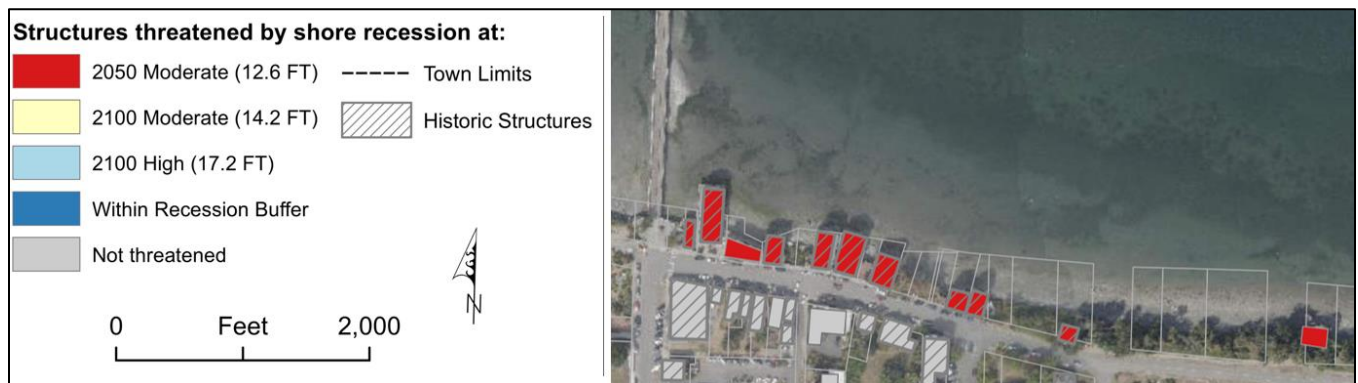 Structures threatened by shore recession at:
2050 Moderate (12.6 FT)
Town Limits
2100 Moderate (14.2 FT)
Historic Structures
2100 High (17.2 FT)
Within Recession Buffer
Not threatened
N
0 Feet 2,000